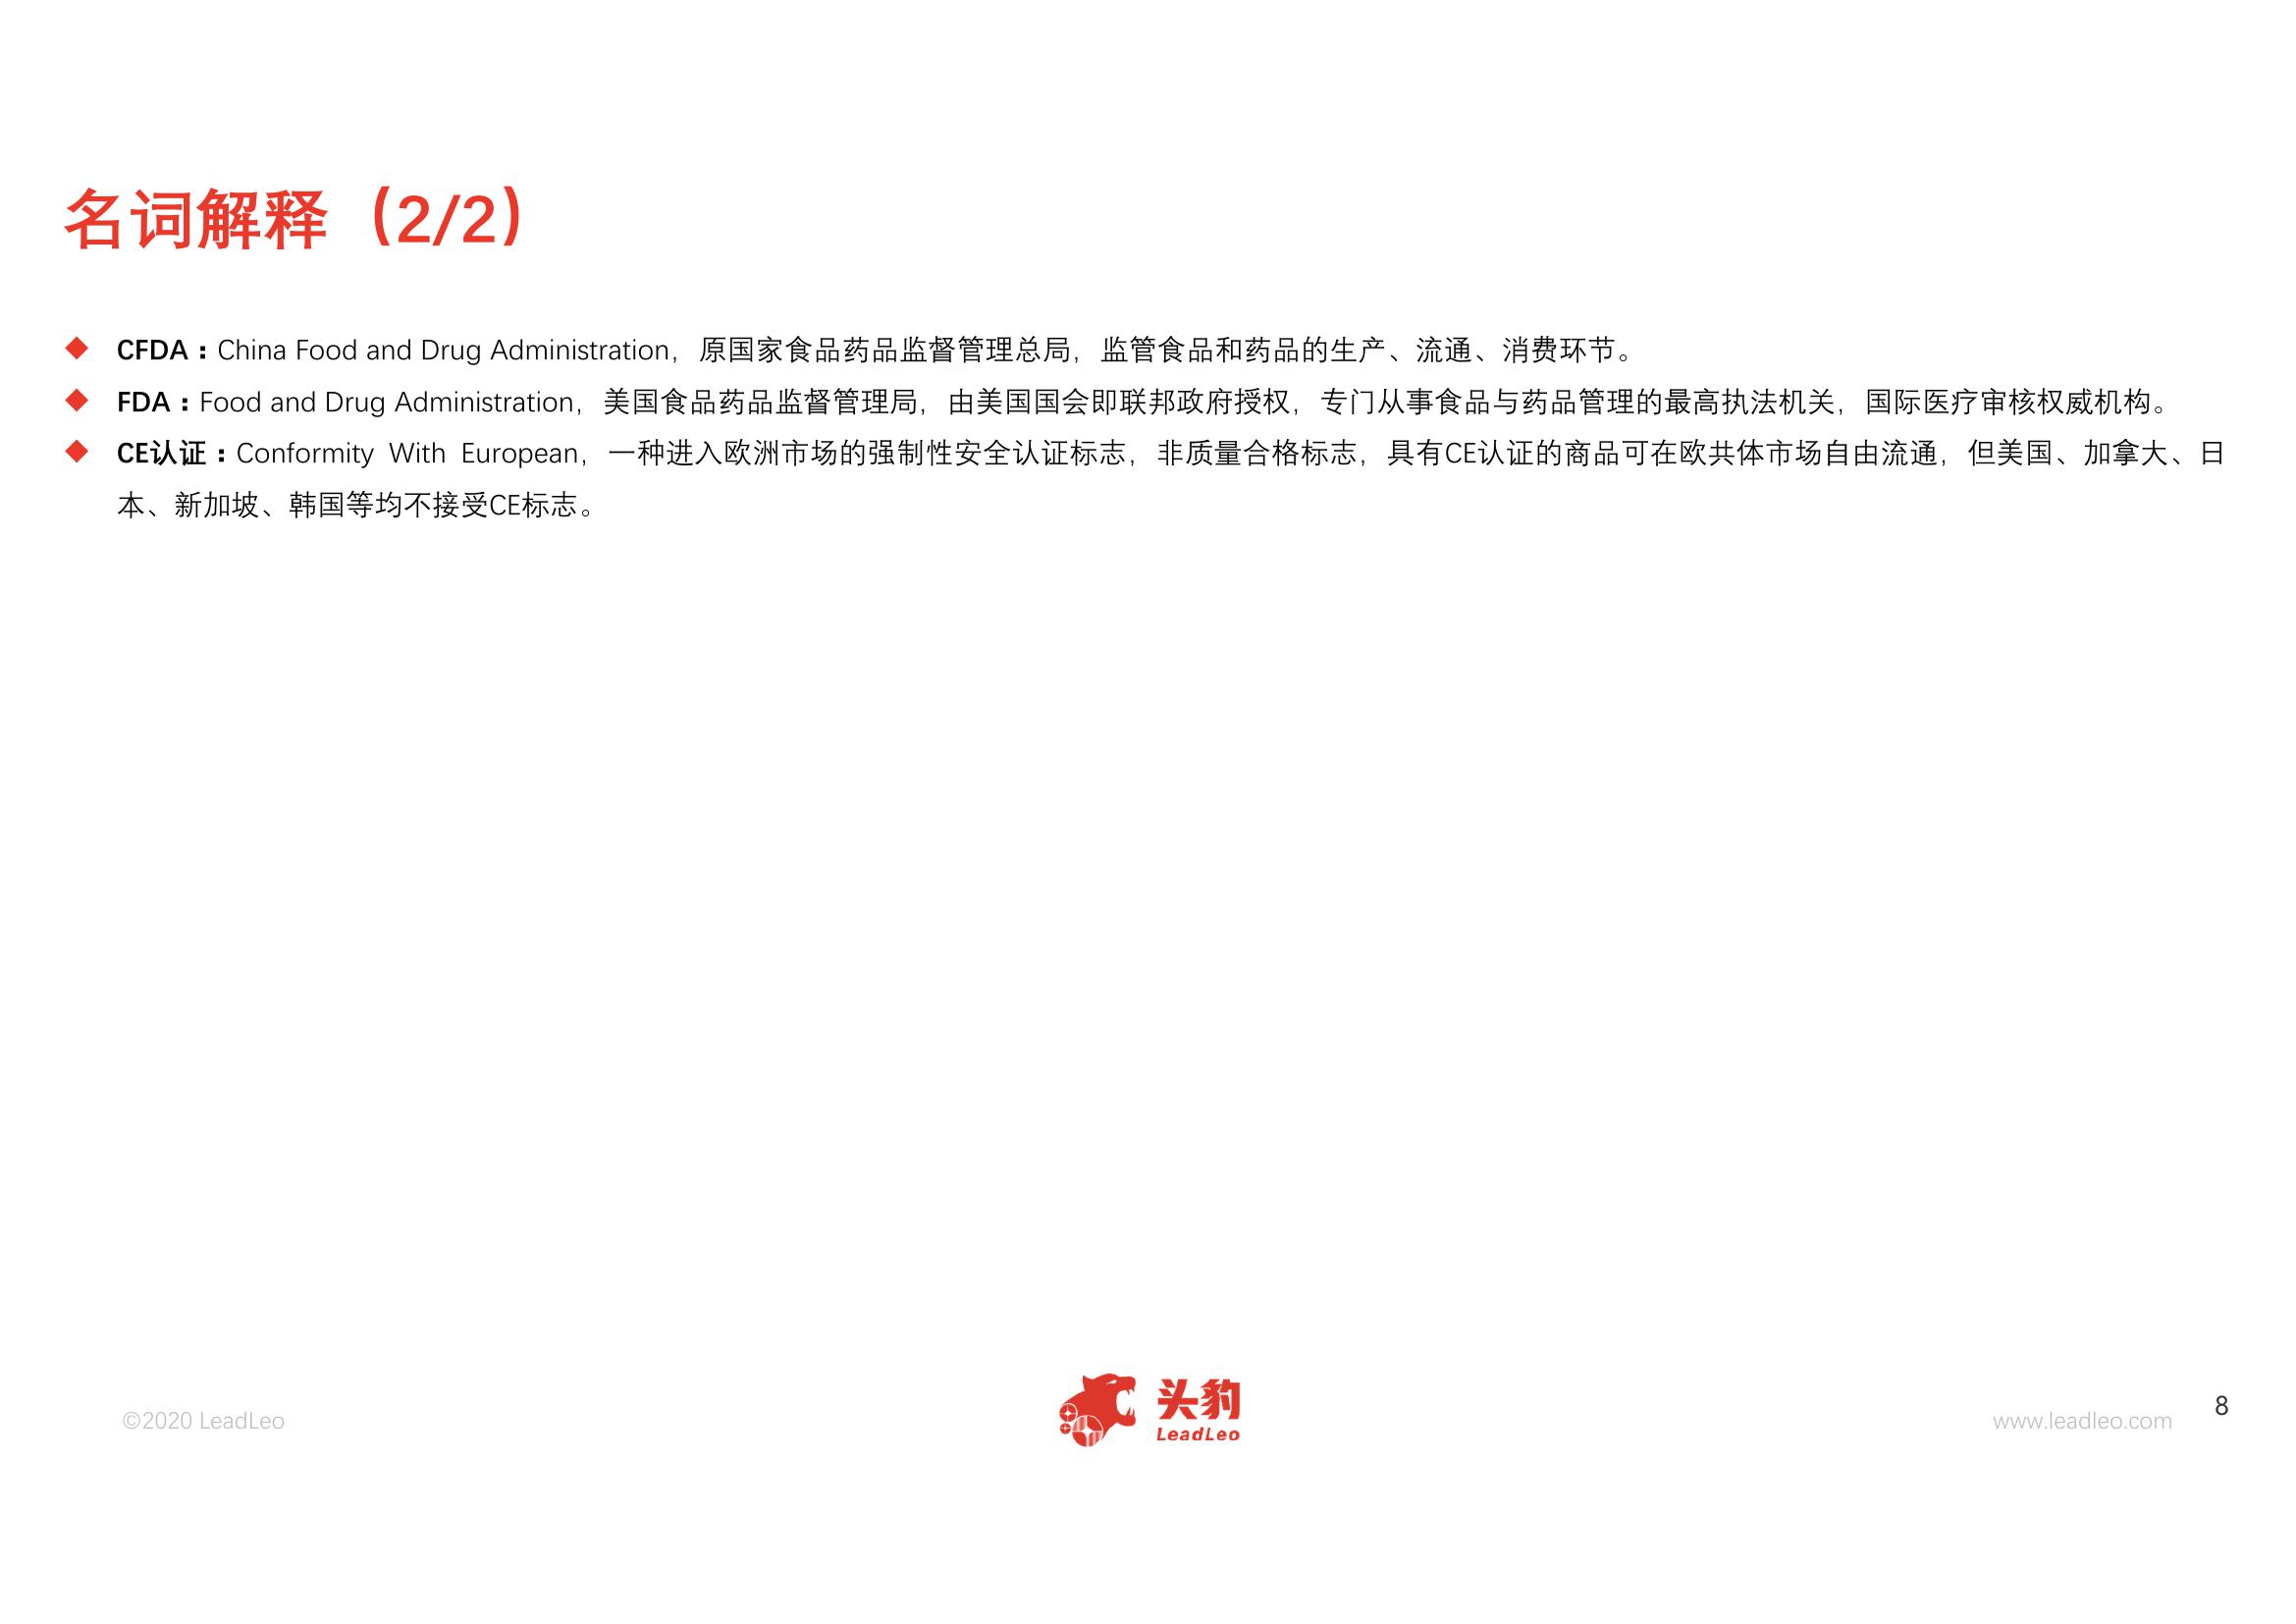 名词解释（2/2）
CFDA：China Food and Drug Administration，原国家食品药品监督管理总局，监管食品和药品的生产、流通、消费环节。
FDA：Food and Drug Administration，美国食品药品监督管理局，由美国国会即联邦政府授权，专门从事食品与药品管理的最高执法机关，国际医疗审核权威机构。
CE认证：Conformity With European，一种进入欧洲市场的强制性安全认证标志，非质量合格标志，具有CE认证的商品可在欧共体市场自由流通，但美国、加拿大、日
本、新加坡、韩国等均不接受CE标志。
©2020 LeadLeo
头豹
LeadLeo
www.leadleo.com
8